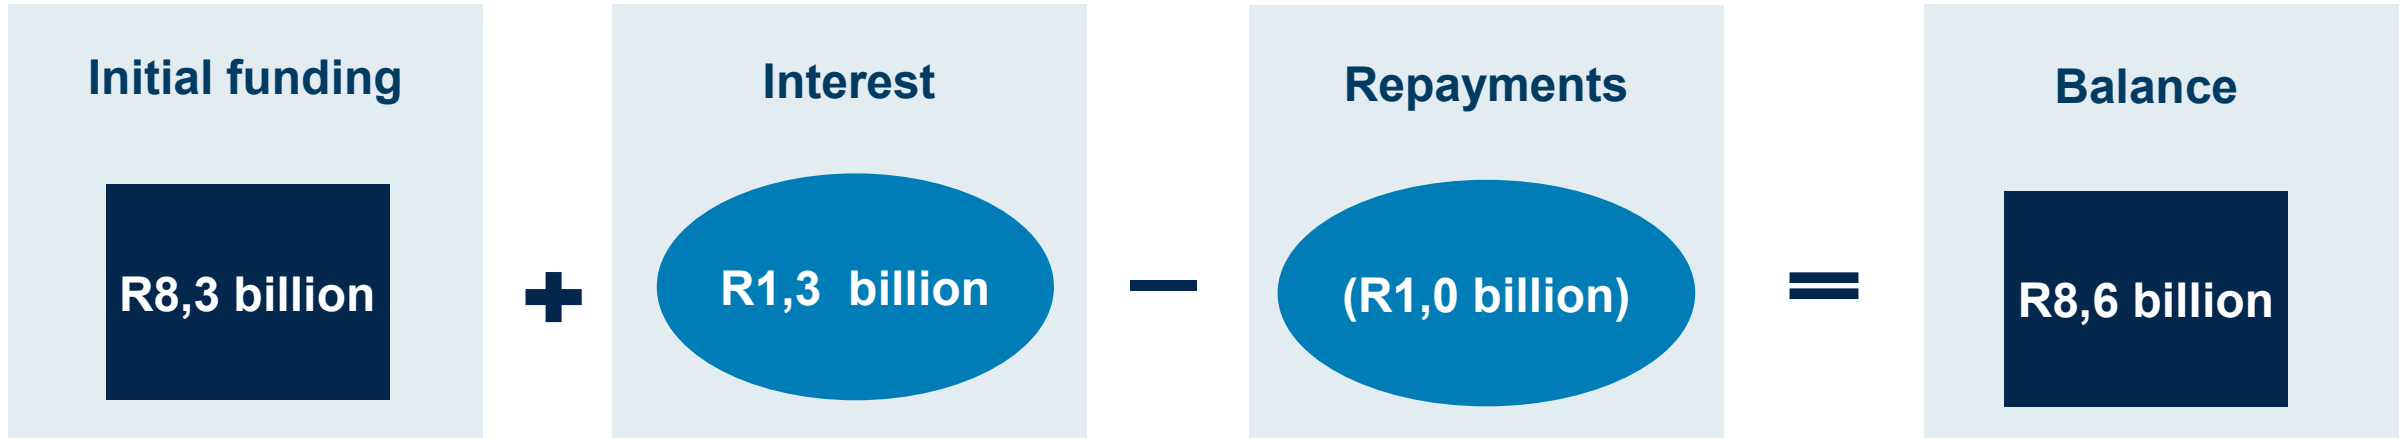 Initial funding
Interest
Repayments
Balance
R8,3 billion
+
R1,3 billion
—
(R1,0 billion)
=
R8,6 billion